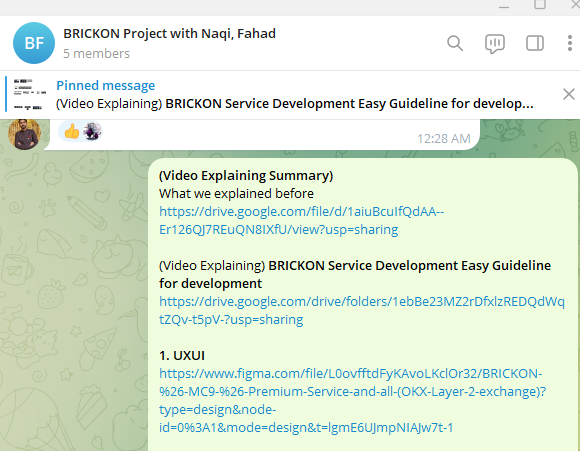 BF
BRICKON Project with Naqi, Fahad
5 members
Pinned message
(Video Explaining) BRICKON Service Development Easy Guideline for develop...
12:28 AM
(Video Explaining Summary)
What we explained before
https://drive.google.com/file/d/1aiuBcuIfQdAA--
Er126QJ7REuQN8IXfU/view?usp=sharing
(Video Explaining) BRICKON Service Development Easy Guideline
for development
https://drive.google.com/drive/folders/1ebBe23MZ2rDfxlzREDQdWq
tZQv-t5pV-?usp=sharing
1. UXUI
https://www.figma.com/file/L0ovfftdFyKAvoLKclOr32/BRICKON-
%26-MC9-%26-Premium-Service-and-all-(OKX-Layer-2-exchange)?
type=design&node-
id=0%3A1&mode=design&t=lgmE6UJmpNIAJw7t-1